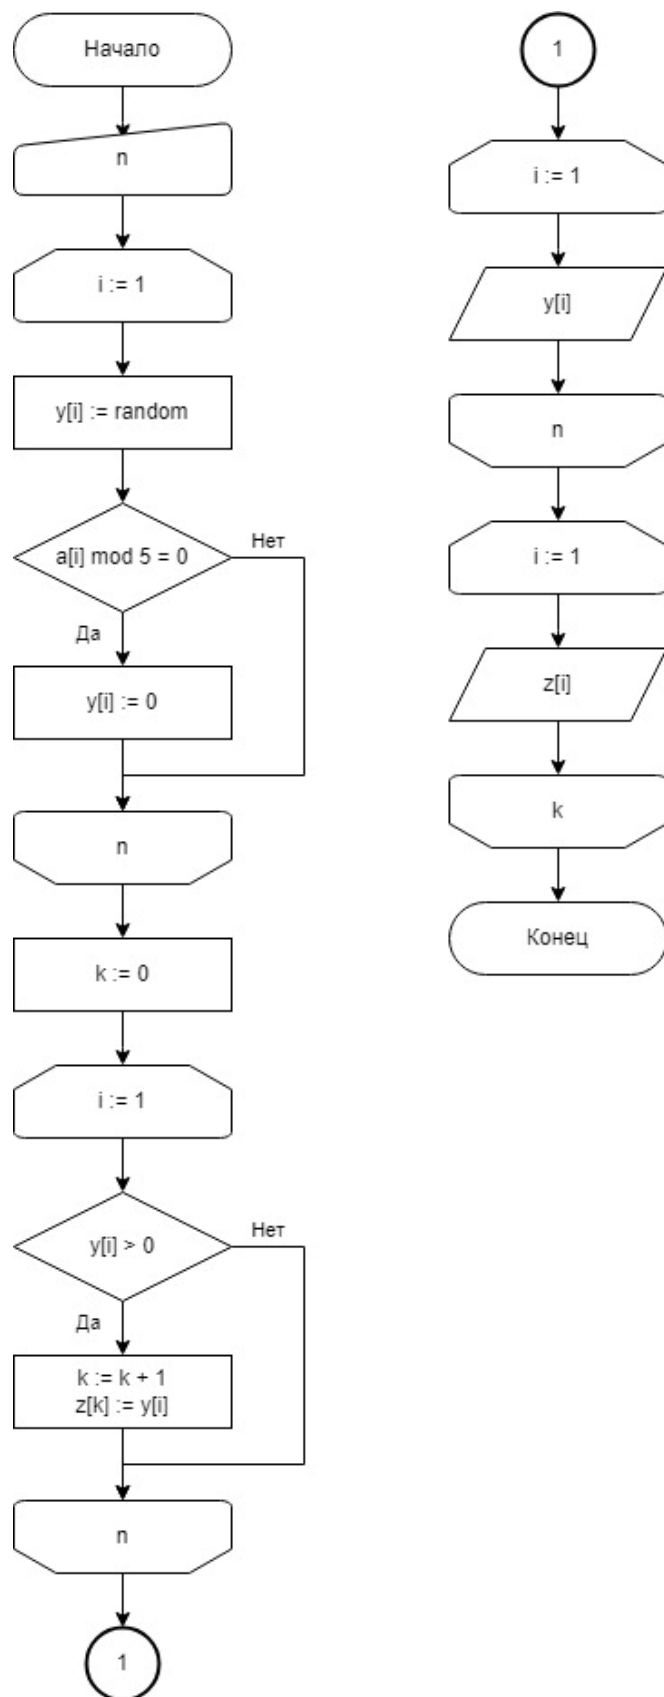 Начало
n
i := 1
y[i] := random
a[i] mod 5 = 0
Нет
Да
y[i] := 0
n
k := 0
i := 1
y[i] > 0
Нет
Да
k := k + 1
z[k] := y[i]
n
1
1
i := 1
y[i]
n
i := 1
z[i]
k
Конец